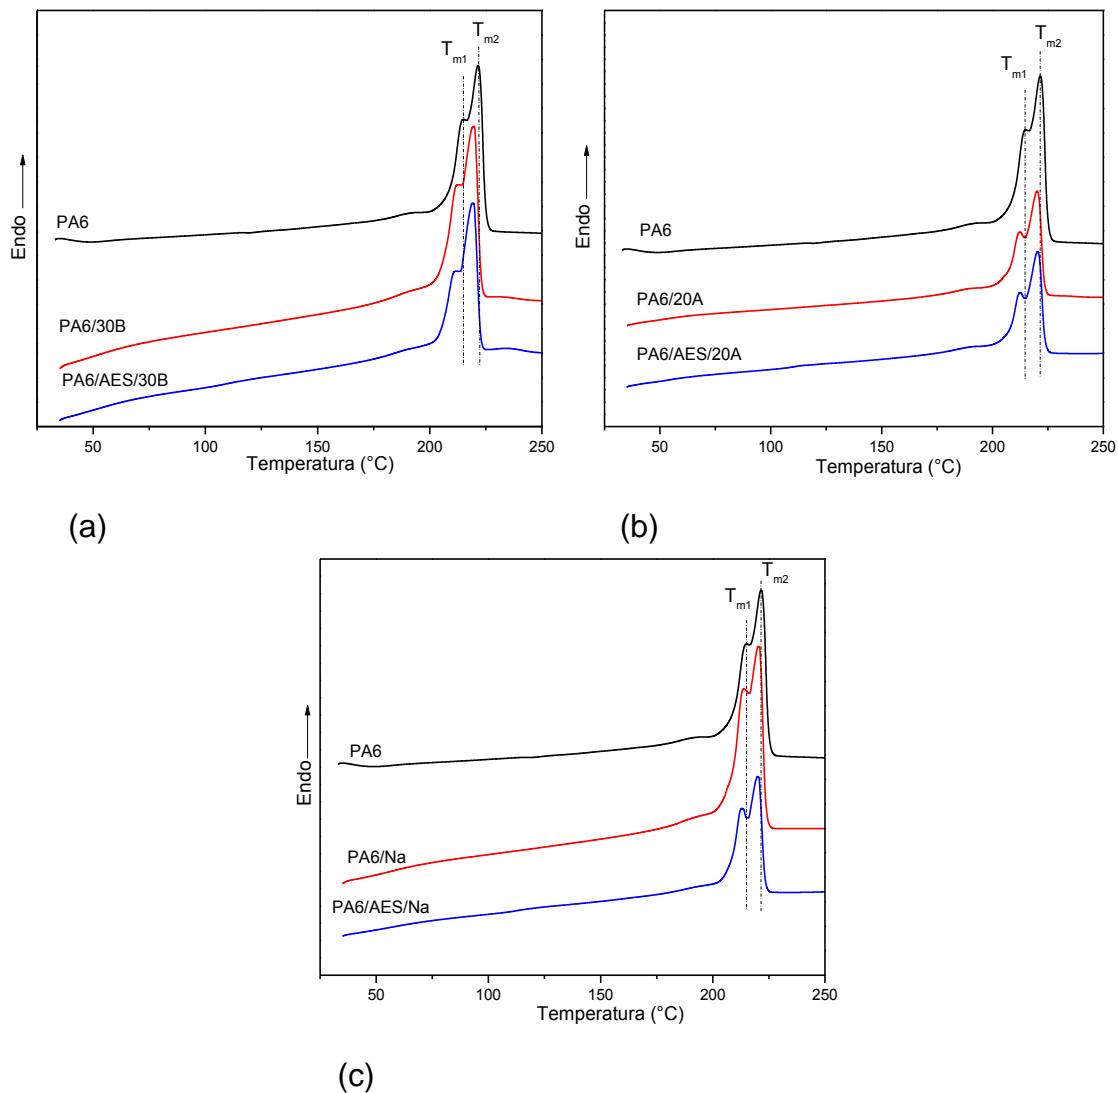 T m2
T m1
PA6
PA6/30B
PA6/AES/30B
Endo
50 100 150 200 250
Temperatura (°C)
(a)
T m2
T m1
PA6
PA6/20A
PA6/AES/20A
Endo
50 100 150 200 250
Temperatura (°C)
(b)
T m2
T m1
PA6
PA6/Na
PA6/AES/Na
Endo
50 100 150 200 250
Temperatura (°C)
(c)